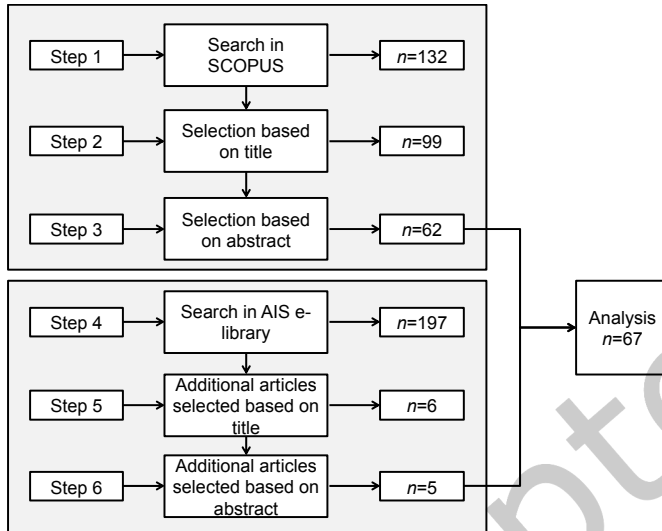 Step 1
Search in
SCOPUS
n=132
Step 2
Selection based
on title
n=99
Step 3
Selection based
on abstract
n=62
Step 4
Search in AIS e-
library
n=197
Step 5
Additional articles
selected based on
title
n=6
Step 6
Additional articles
selected based on
abstract
n=5
Analysis
n=67